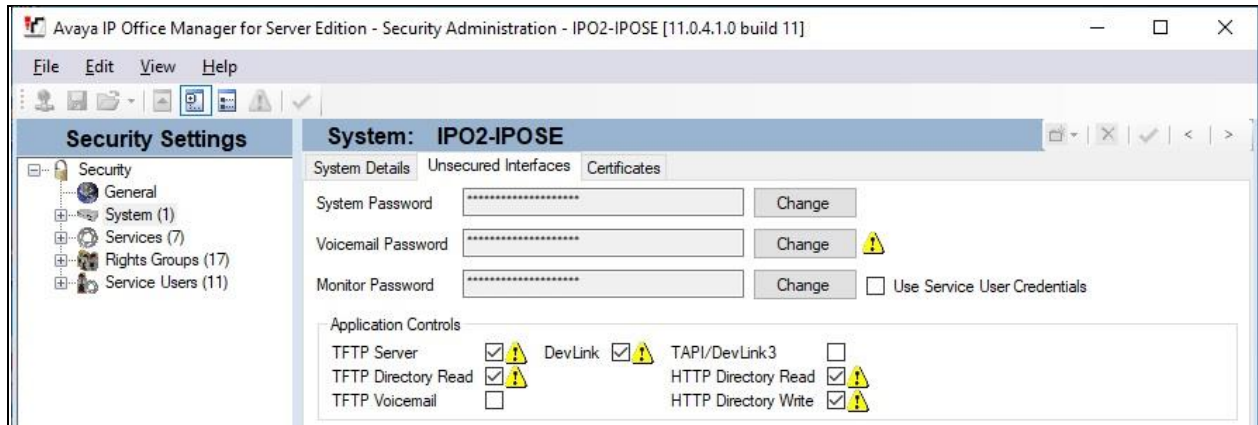 Avaya IP Office Manager for Server Edition - Security Administration - IPO2-IPOSE [11.0.4.1.0 build 11]
File Edit View Help
Security Settings
Security
General
System (1)
Services (7)
Rights Groups (17)
Service Users (11)
System: IPO2-IPOSE
System Details Unsecured Interfaces Certificates
System Password ********************* Change
Voicemail Password ********************* Change
Monitor Password ********************* Change Use Service User Credentials
Application Controls
TFTP Server DevLink TAPI/DevLink3
TFTP Directory Read HTTP Directory Read
TFTP Voicemail HTTP Directory Write